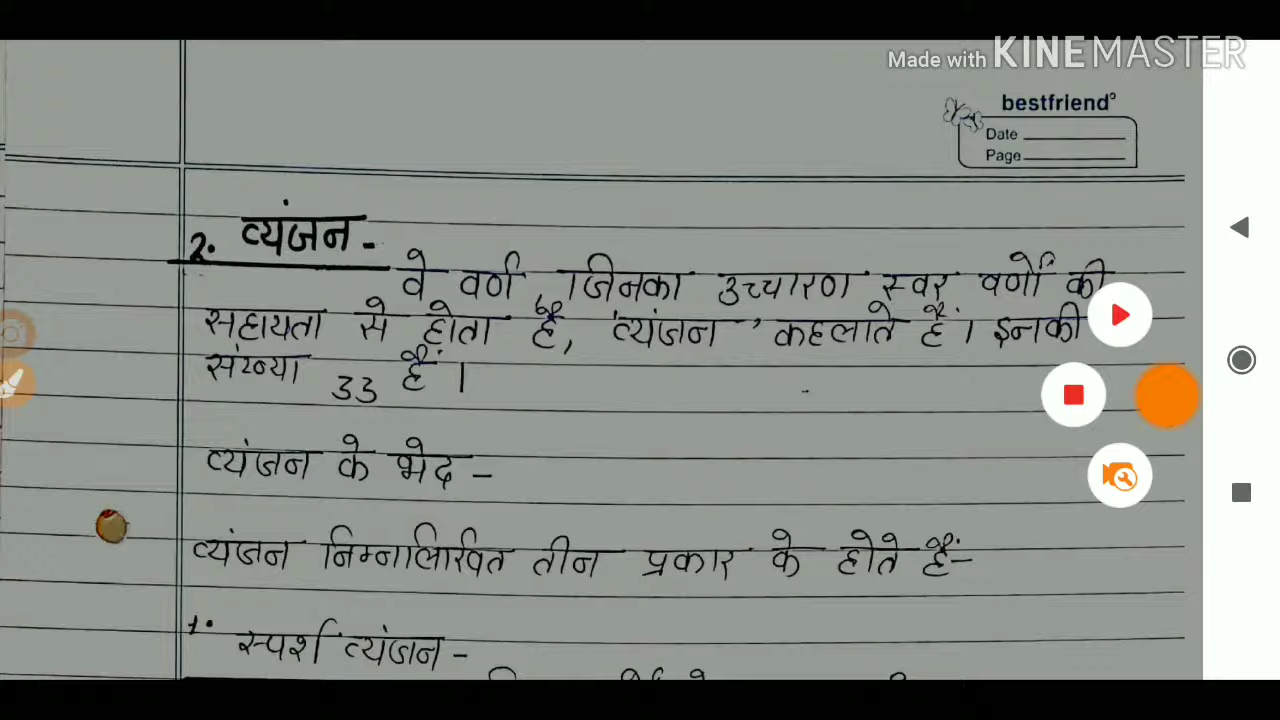 Made with KINEMASTER
bestfriend
Date
Page
2. व्यंजन -
वे वर्ण जिनका उच्चारण स्वर वर्णों की
सहायता से होता है, 'व्यंजन' कहलाते हैं। इनकी
संख्या 33 हैं।
व्यंजन के भेद -
व्यंजन निम्नलिखित तीन प्रकार के होते हैं-
1. स्पर्श व्यंजन -